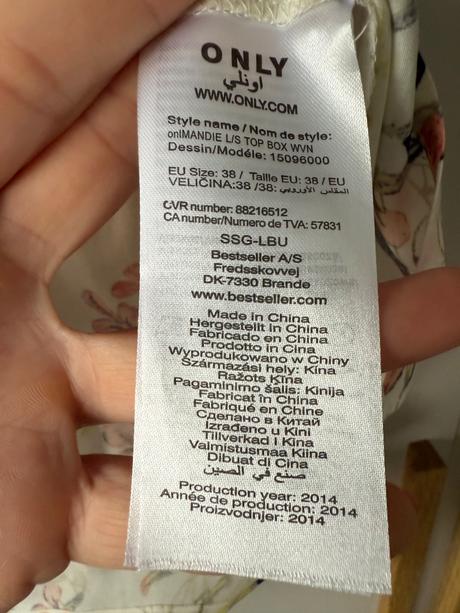 ONLY
اونلي
WWW.ONLY.COM
Style name / Nom de style:
onlMANDIE L/S TOP BOX WVN
Dessin/Modéle: 15096000
EU Size: 38 / Taille EU: 38 / EU
VELIČINA:38 /38: المقاس الأوروبي
CVR number: 88216512
CA number/Numero de TVA: 57831
SSG-LBU
Bestseller A/S
Fredsskovvej
DK-7330 Brande
www.bestseller.com
Made in China
Hergestellt in China
Fabricado en China
Prodotto in Cina
Wyprodukowano w Chiny
Származási hely: Kína
Ražots Ķīna
Pagaminimo šalis: Kinija
Fabricat în China
Fabriqué en Chine
Сделано в Китай
Izrađeno u Kini
Tillverkad i Kina
Valmistusmaa Kiina
Dibuat di Cina
صنع في الصين
Production year: 2014
Année de production: 2014
Proizvodnjer: 2014